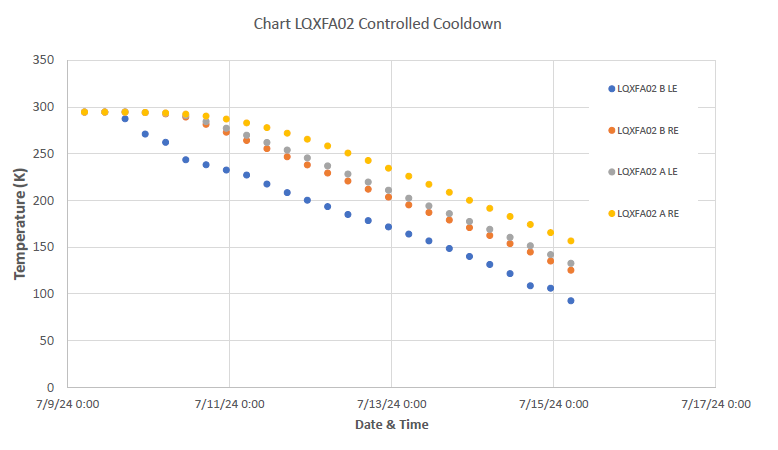 Chart LQXFA02 Controlled Cooldown
350
300
250
200
150
100
50
0
Temperature (K)
LQXFA02 B LE
LQXFA02 B RE
LQXFA02 A LE
LQXFA02 A RE
7/9/24 0:00
7/11/24 0:00
7/13/24 0:00
7/15/24 0:00
7/17/24 0:00
Date & Time